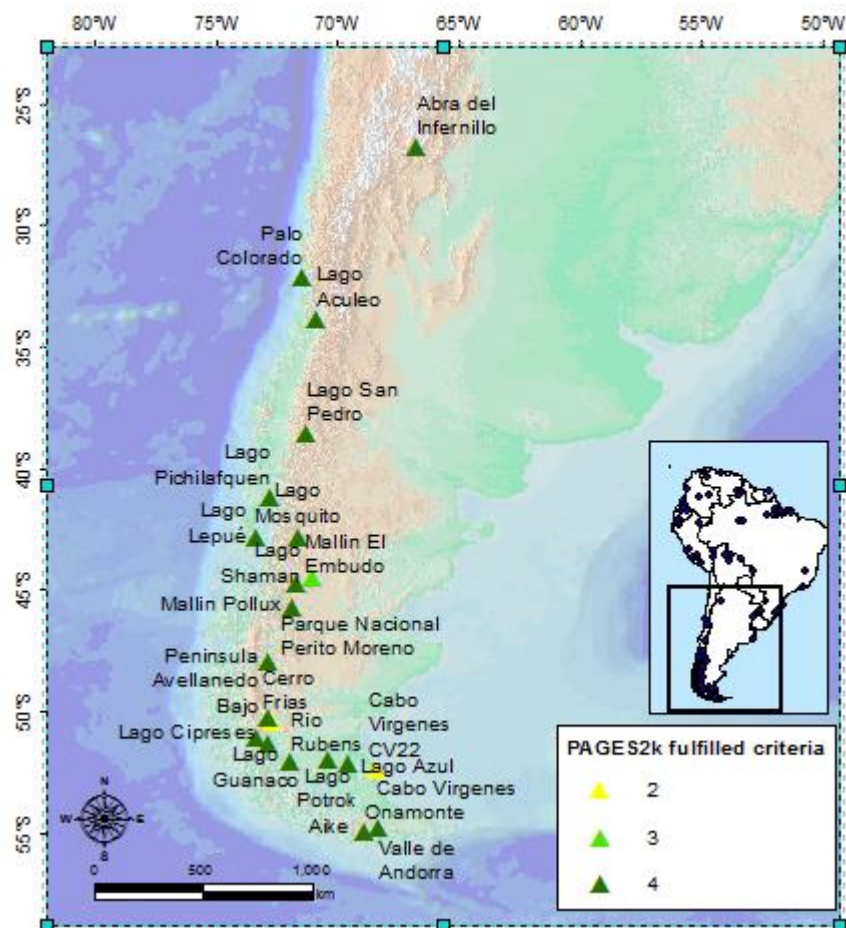 80°W 75°W 70°W 65°W 60°W 55°W 50°W
25°S
30°S
35°S
40°S
45°S
50°S
55°S
Abra del
Infernillo
Palo
Colorado
Lago
Aculeo
Lago San
Pedro
Lago
Pichilafquen
Lago
Mosquito
Lago
Lepué
Mallin El
Embudo
Lago
Shaman
Mallin Pollux
Parque Nacional
Perito Moreno
Peninsula
Avellanedo
Cerro
Frias
Bajo
Cabo
Virgenes
CV22
Lago Cipreses
Rio
Rubens
Lago
Guanaco
Lago Azul
Lago
Potrok
Aike
Cabo Virgenes
Onamonte
Valle de
Andorra
N
W E
S
0 500 1,000
km
PAGES2k fulfilled criteria
2
3
4